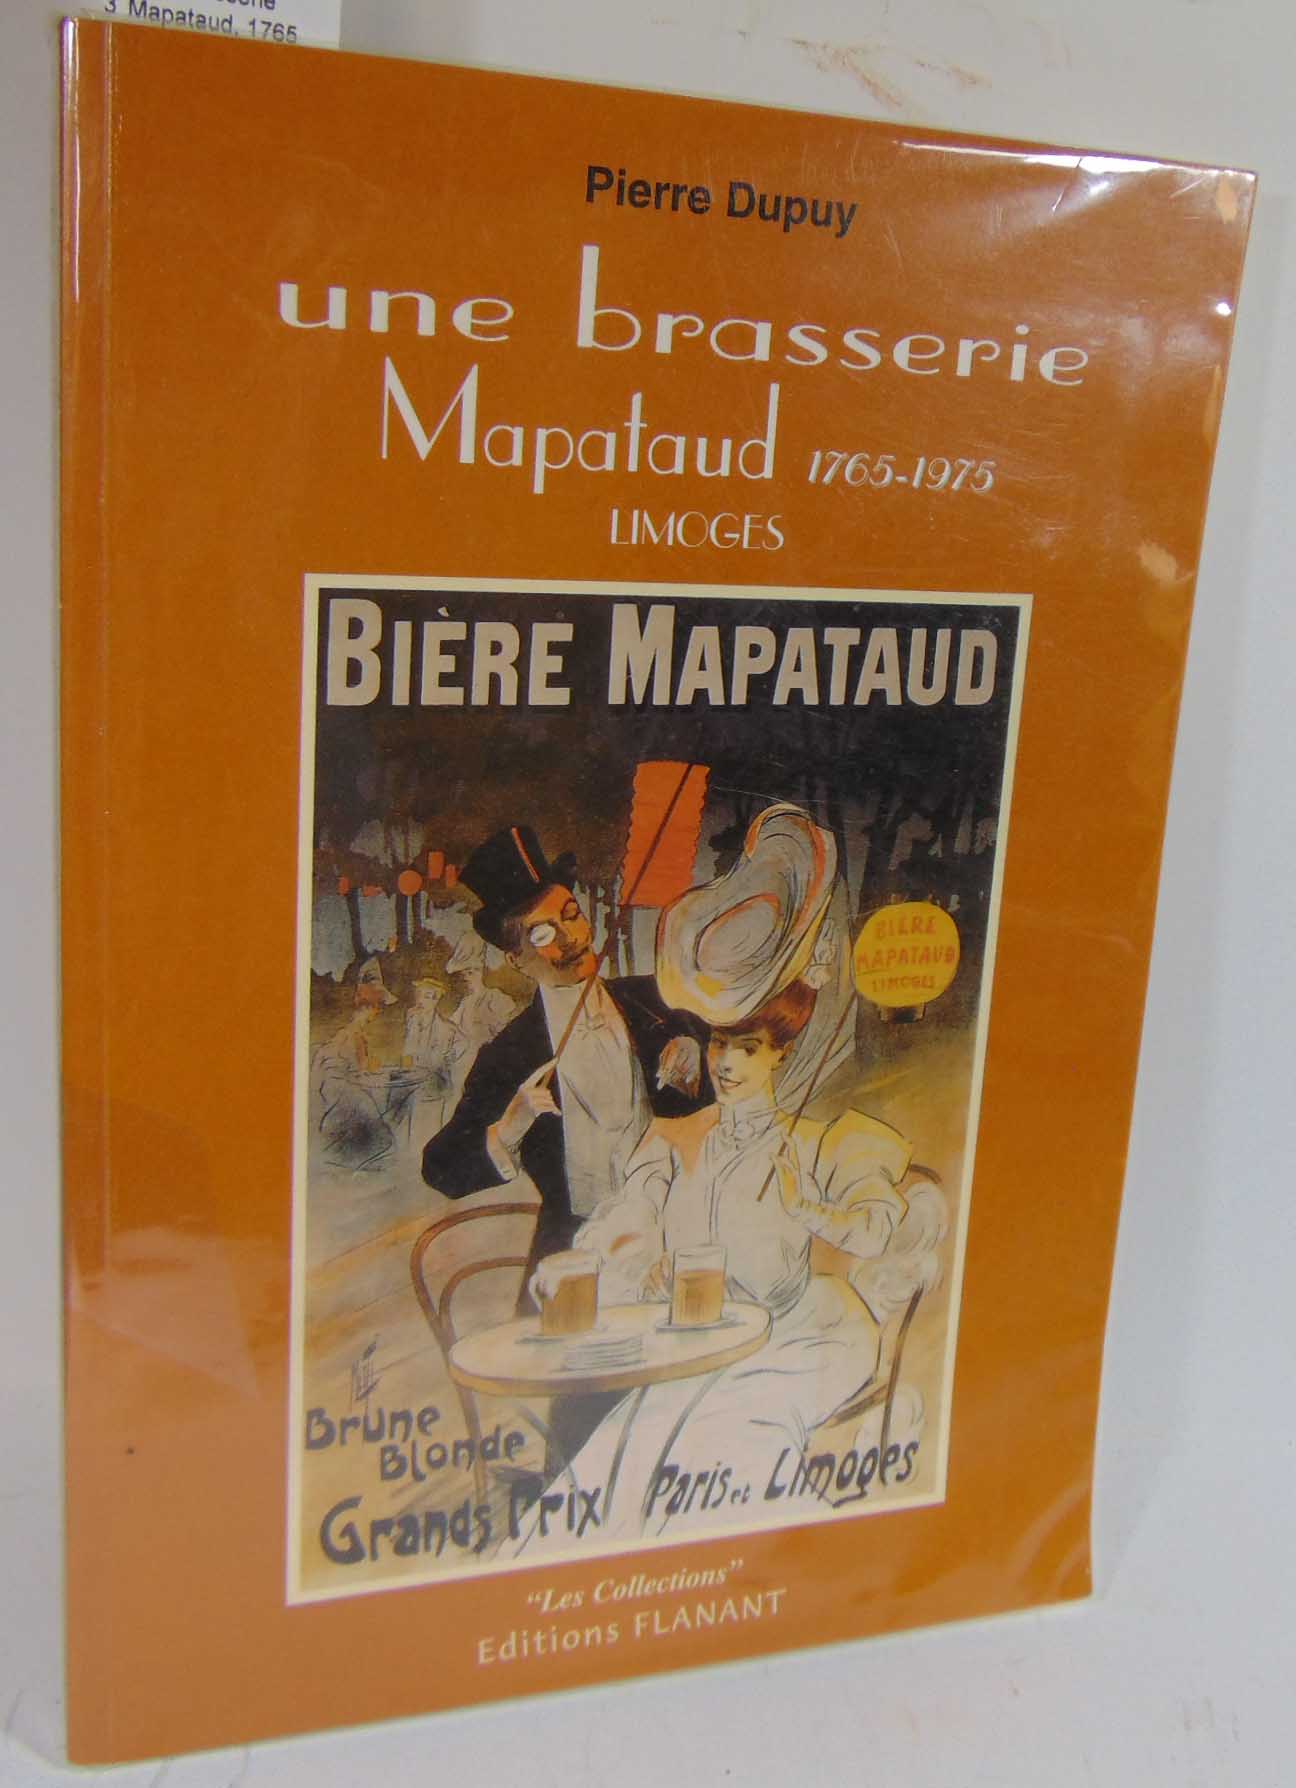 3 Mapataud, 1765
Pierre Dupuy
une brasserie
Mapataud 1765-1975
LIMOGES
BIÈRE MAPATAUD
BIÈRE
MAPATAUD
LIMOGES
Brune
Blonde
Grands Prix Paris et Limoges
"Les Collections"
Editions FLANANT